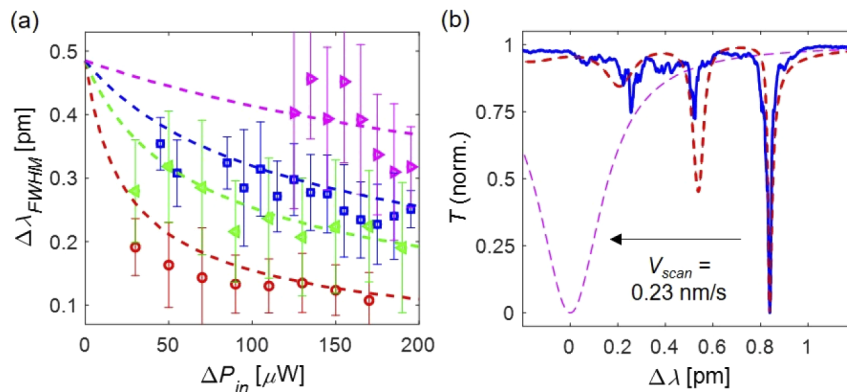 (a)
0.5
0.4
0.3
0.2
0.1
Δλ_FWHM [pm]
0 50 100 150 200
ΔP_in [μW]
(b)
1
0.75
0.5
0.25
0
T (norm.)
V_scan =
0.23 nm/s
0 0.2 0.4 0.6 0.8 1
Δλ [pm]